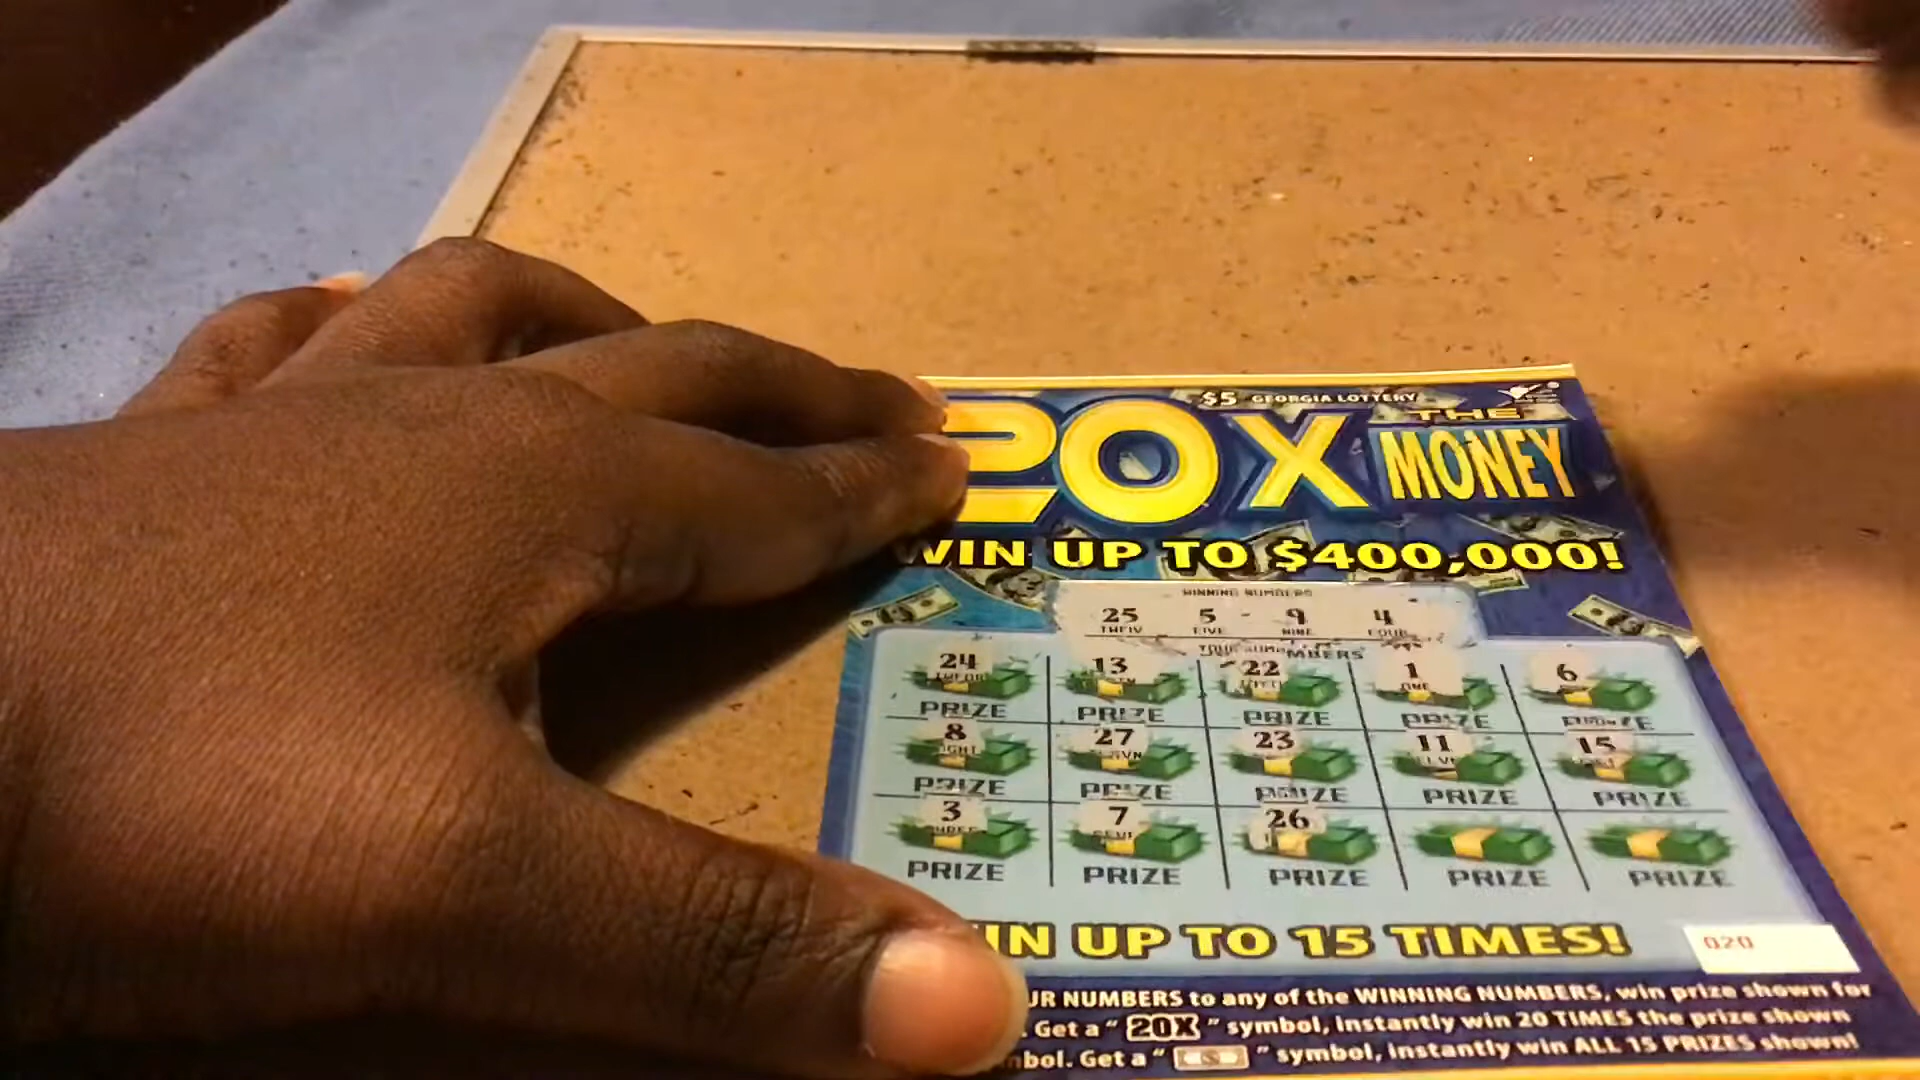 $5 GEORGIA LOTTERY
20X THE MONEY
WIN UP TO $400,000!
WINNING NUMBERS
25 5 9 4
FIVE NINE FOUR
24 13 22 1 6
ONE
PRIZE PRIZE PRIZE PRIZE PRIZE
8 27 23 11 15
PRIZE PRIZE PRIZE PRIZE PRIZE
3 7 26
PRIZE PRIZE PRIZE PRIZE PRIZE
IN UP TO 15 TIMES!
020
UR NUMBERS to any of the WINNING NUMBERS, win prize shown for
. Get a "20X" symbol, instantly win 20 TIMES the prize shown
nbol. Get a " " symbol, instantly win ALL 15 PRIZES shown!